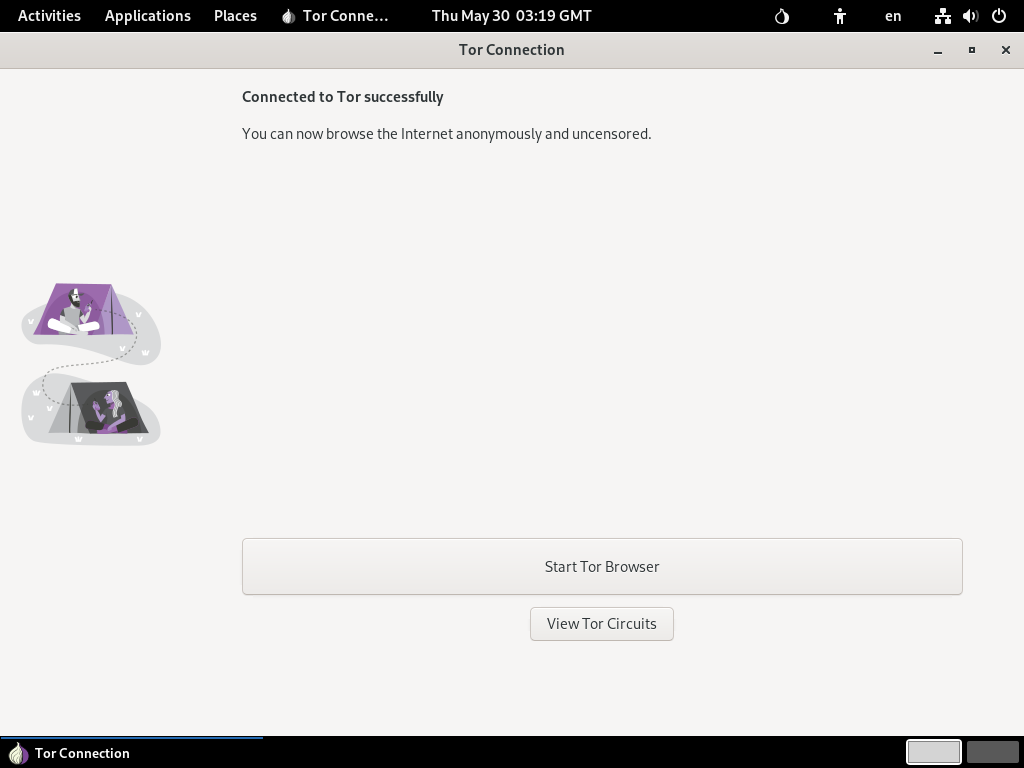 Activities Applications Places Tor Conne... Thu May 30 03:19 GMT en
Tor Connection
Connected to Tor successfully
You can now browse the Internet anonymously and uncensored.
Start Tor Browser
View Tor Circuits
Tor Connection